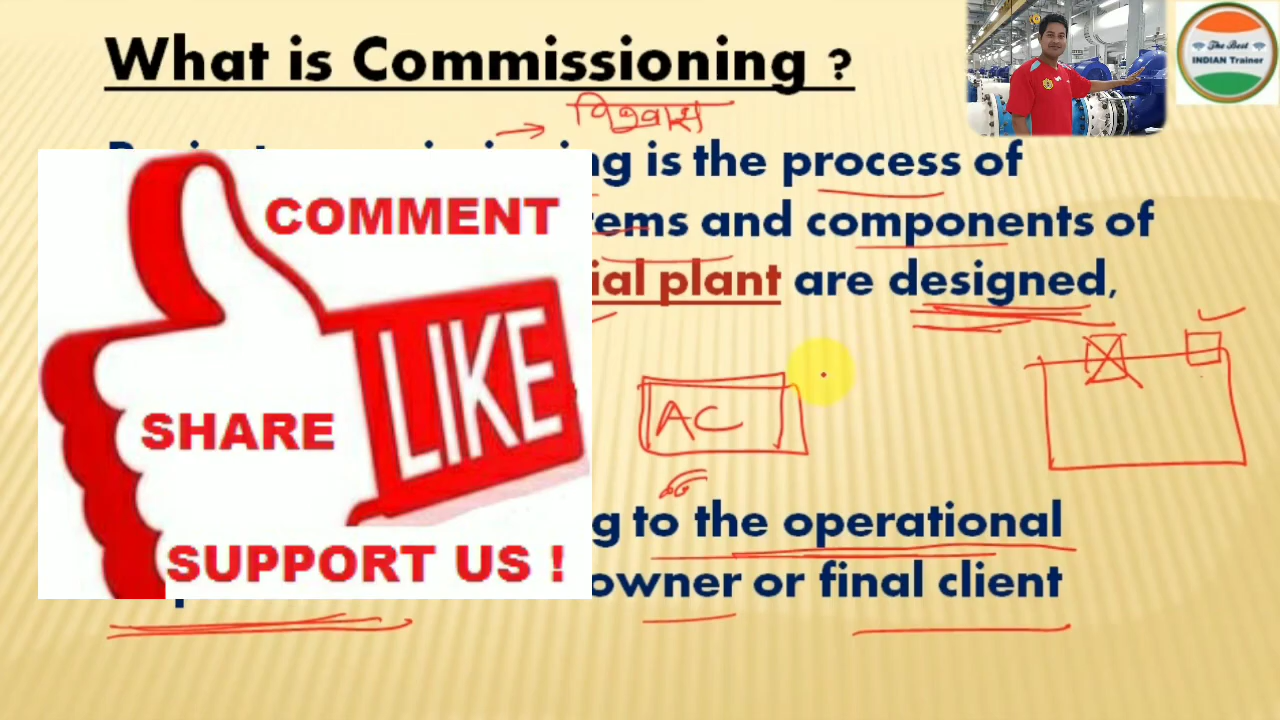 What is Commissioning ?
The Best
INDIAN Trainer
विश्वास
ng is the process of
COMMENT
tems and components of
ial plant are designed,
LIKE
AC
SHARE
g to the operational
SUPPORT US !
owner or final client